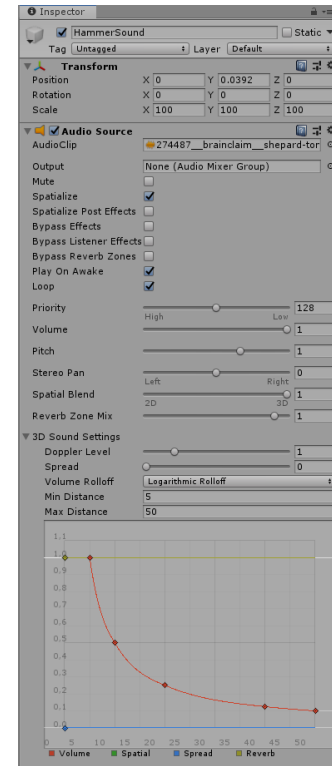 Inspector
HammerSound Static
Tag Untagged Layer Default
Transform
Position X 0 Y 0.0392 Z 0
Rotation X 0 Y 0 Z 0
Scale X 100 Y 100 Z 100
Audio Source
AudioClip 274487__brainclaim__shepard-tor
Output None (Audio Mixer Group)
Mute
Spatialize
Spatialize Post Effects
Bypass Effects
Bypass Listener Effects
Bypass Reverb Zones
Play On Awake
Loop
Priority 128
High Low
Volume 1
Pitch 1
Stereo Pan 0
Left Right
Spatial Blend 1
2D 3D
Reverb Zone Mix 1
3D Sound Settings
Doppler Level 1
Spread 0
Volume Rolloff Logarithmic Rolloff
Min Distance 5
Max Distance 50
1.1
1.0
0.9
0.8
0.7
0.6
0.5
0.4
0.3
0.2
0.1
0.0
0 5 10 15 20 25 30 35 40 45 50
Volume Spatial Spread Reverb